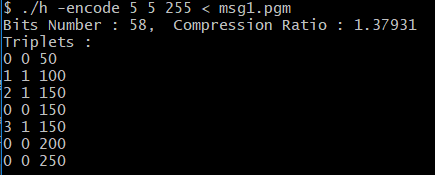 $ ./h -encode 5 5 255 < msg1.pgm
Bits Number : 58,  Compression Ratio : 1.37931
Triplets :
0 0 50
1 1 100
2 1 150
0 0 150
3 1 150
0 0 200
0 0 250